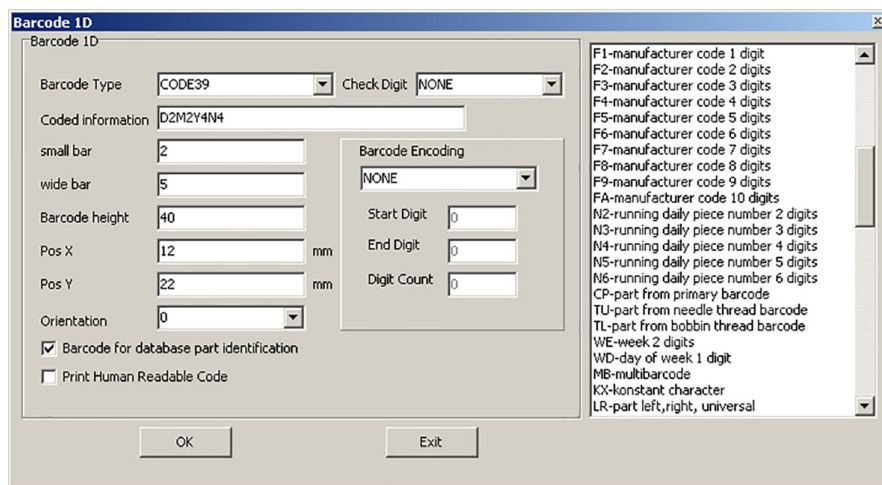 Barcode 1D
Barcode 1D
Barcode Type CODE39 Check Digit NONE
Coded information D2M2Y4N4
small bar 2
wide bar 5
Barcode height 40
Pos X 12 mm
Pos Y 22 mm
Orientation 0
Barcode for database part identification
Print Human Readable Code
Barcode Encoding
NONE
Start Digit 0
End Digit 0
Digit Count 0
OK Exit
F1-manufacturer code 1 digit
F2-manufacturer code 2 digits
F3-manufacturer code 3 digits
F4-manufacturer code 4 digits
F5-manufacturer code 5 digits
F6-manufacturer code 6 digits
F7-manufacturer code 7 digits
F8-manufacturer code 8 digits
F9-manufacturer code 9 digits
FA-manufacturer code 10 digits
N2-running daily piece number 2 digits
N3-running daily piece number 3 digits
N4-running daily piece number 4 digits
N5-running daily piece number 5 digits
N6-running daily piece number 6 digits
CP-part from primary barcode
TU-part from needle thread barcode
TL-part from bobbin thread barcode
WE-week 2 digits
WD-day of week 1 digit
MB-multibarcode
KX-konstant character
LR-part left,right, universal